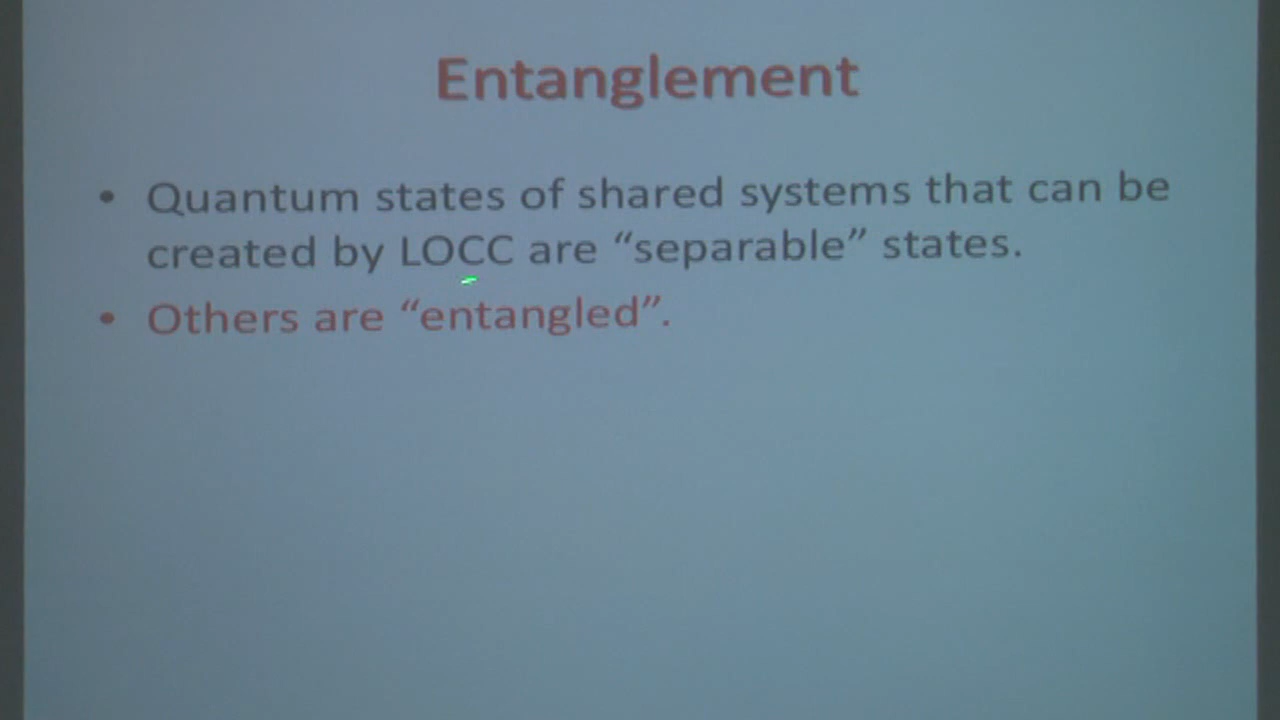 Entanglement
• Quantum states of shared systems that can be
created by LOCC are “separable” states.
• Others are “entangled”.